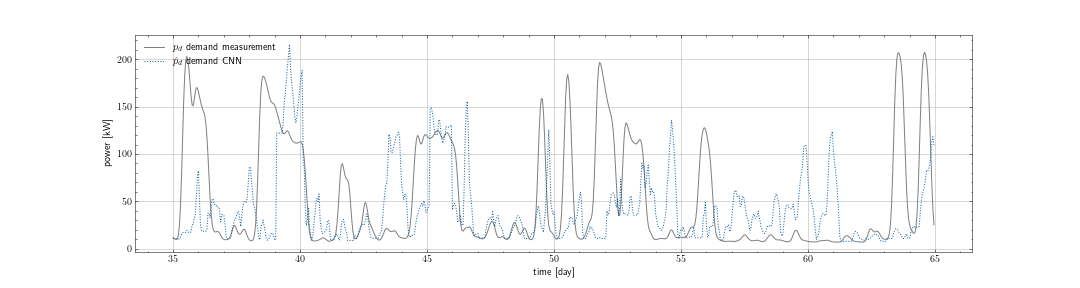 p_d demand measurement
p̂_d demand CNN
200
150
100
50
0
power [kW]
35 40 45 50 55 60 65
time [day]